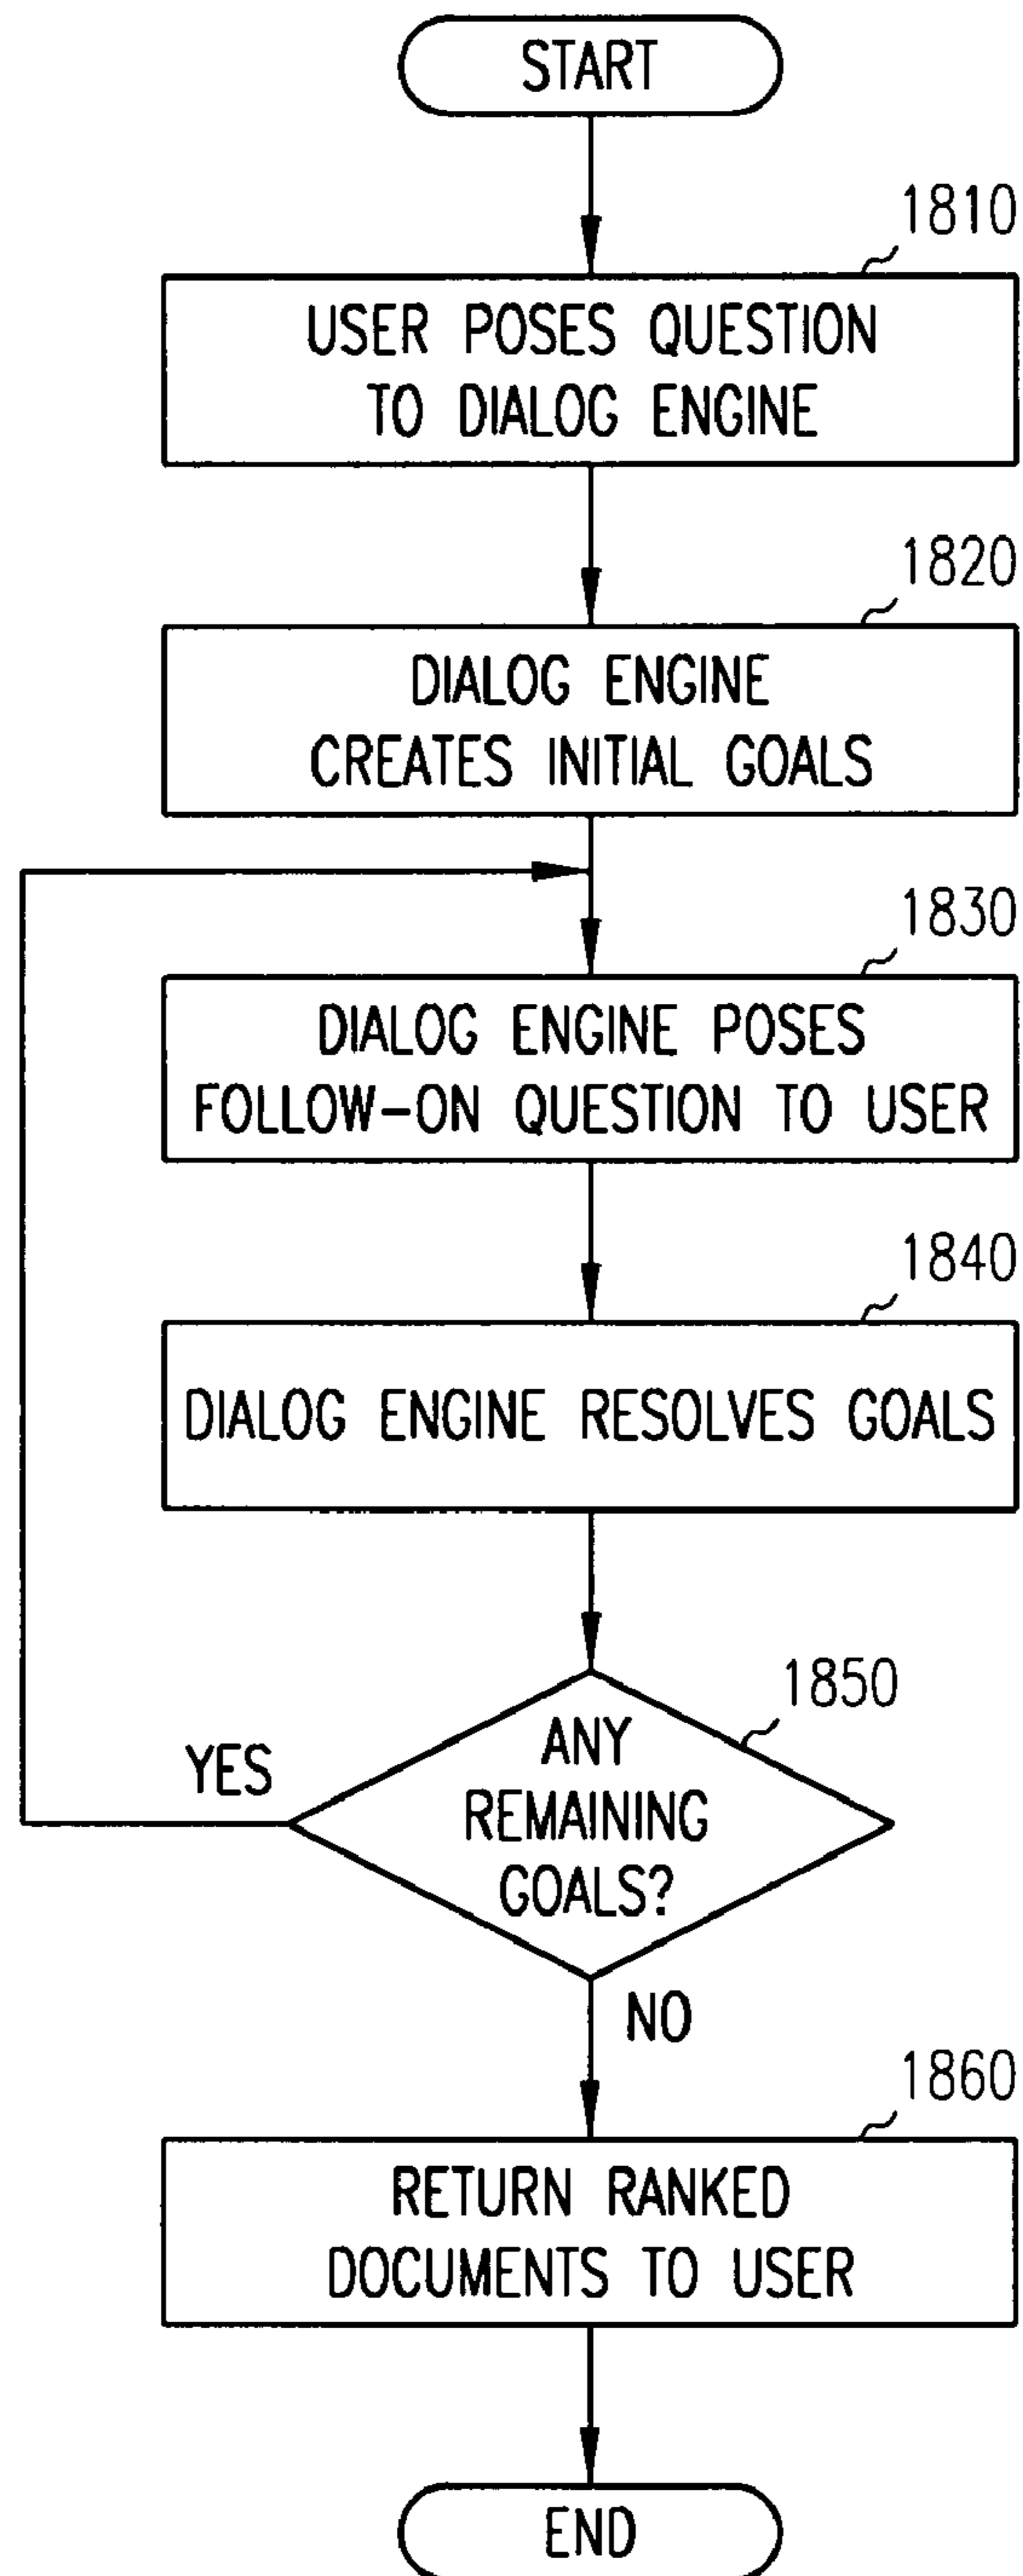 START
1810
USER POSES QUESTION
TO DIALOG ENGINE
1820
DIALOG ENGINE
CREATES INITIAL GOALS
1830
DIALOG ENGINE POSES
FOLLOW-ON QUESTION TO USER
1840
DIALOG ENGINE RESOLVES GOALS
1850
YES
ANY
REMAINING
GOALS?
NO
1860
RETURN RANKED
DOCUMENTS TO USER
END